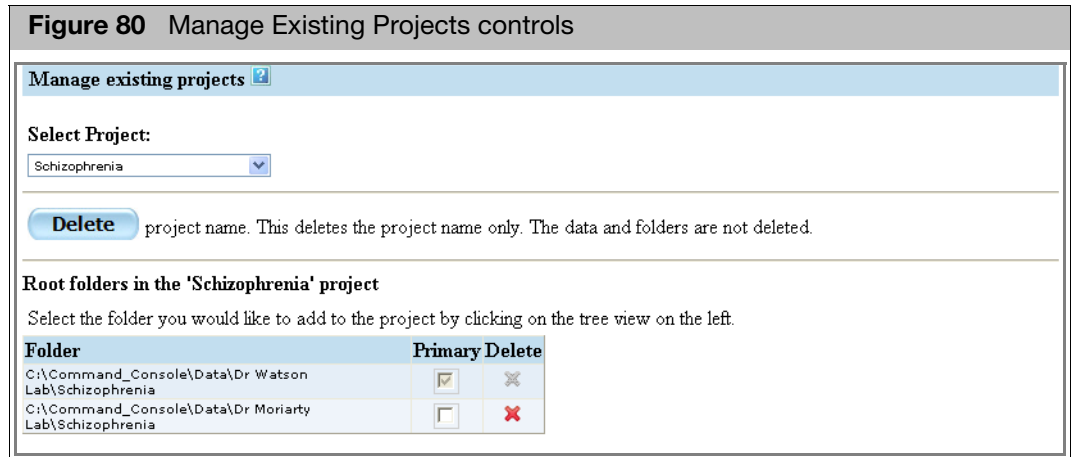 Figure 80 Manage Existing Projects controls
Manage existing projects ?
Select Project:
Schizophrenia
Delete project name. This deletes the project name only. The data and folders are not deleted.
Root folders in the 'Schizophrenia' project
Select the folder you would like to add to the project by clicking on the tree view on the left.
Folder Primary Delete
C:\Command_Console\Data\Dr Watson
Lab\Schizophrenia
C:\Command_Console\Data\Dr Moriarty
Lab\Schizophrenia